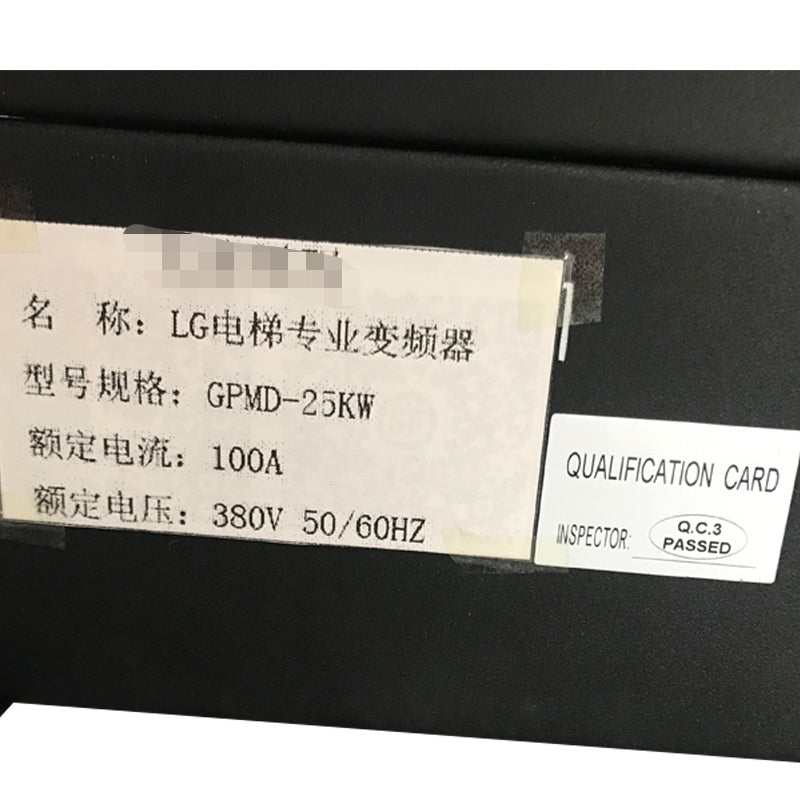 名 称：LG电梯专业变频器
型号规格：GPMD-25KW
额定电流：100A
额定电压：380V 50/60HZ
QUALIFICATION CARD
INSPECTOR:
Q.C.3
PASSED